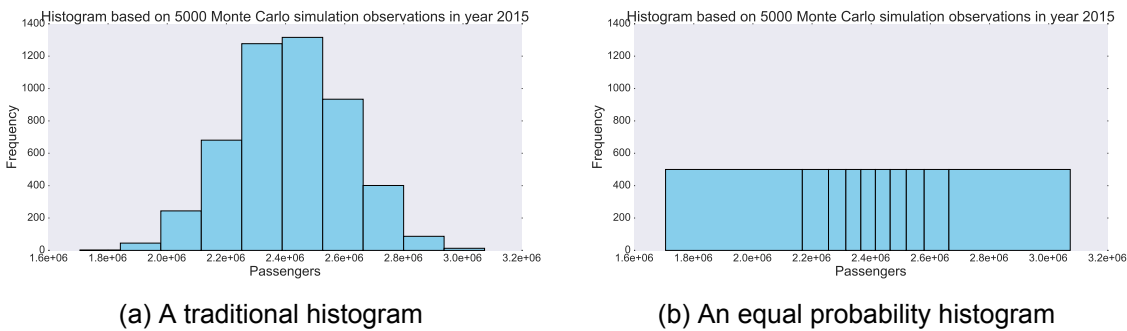 Histogram based on 5000 Monte Carlo simulation observations in year 2015
1400
1200
1000
800
600
400
200
0
Frequency
1.6e+06 1.8e+06 2.0e+06 2.2e+06 2.4e+06 2.6e+06 2.8e+06 3.0e+06 3.2e+06
Passengers
(a) A traditional histogram
Histogram based on 5000 Monte Carlo simulation observations in year 2015
1400
1200
1000
800
600
400
200
0
Frequency
1.6e+06 1.8e+06 2.0e+06 2.2e+06 2.4e+06 2.6e+06 2.8e+06 3.0e+06 3.2e+06
Passengers
(b) An equal probability histogram